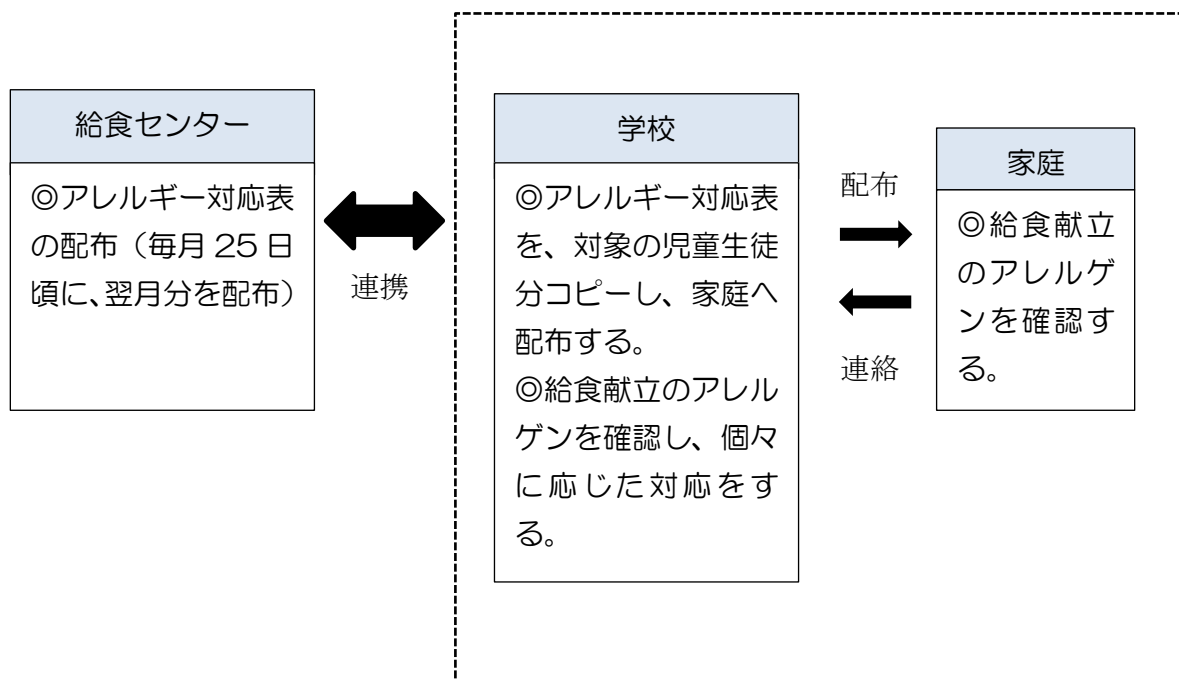 給食センター
◎アレルギー対応表
の配布（毎月 25 日
頃に、翌月分を配布）
連携
学校
◎アレルギー対応表
を、対象の児童生徒
分コピーし、家庭へ
配布する。
◎給食献立のアレル
ゲンを確認し、個々
に応じた対応をす
る。
配布
連絡
家庭
◎給食献立
のアレルゲ
ンを確認す
る。